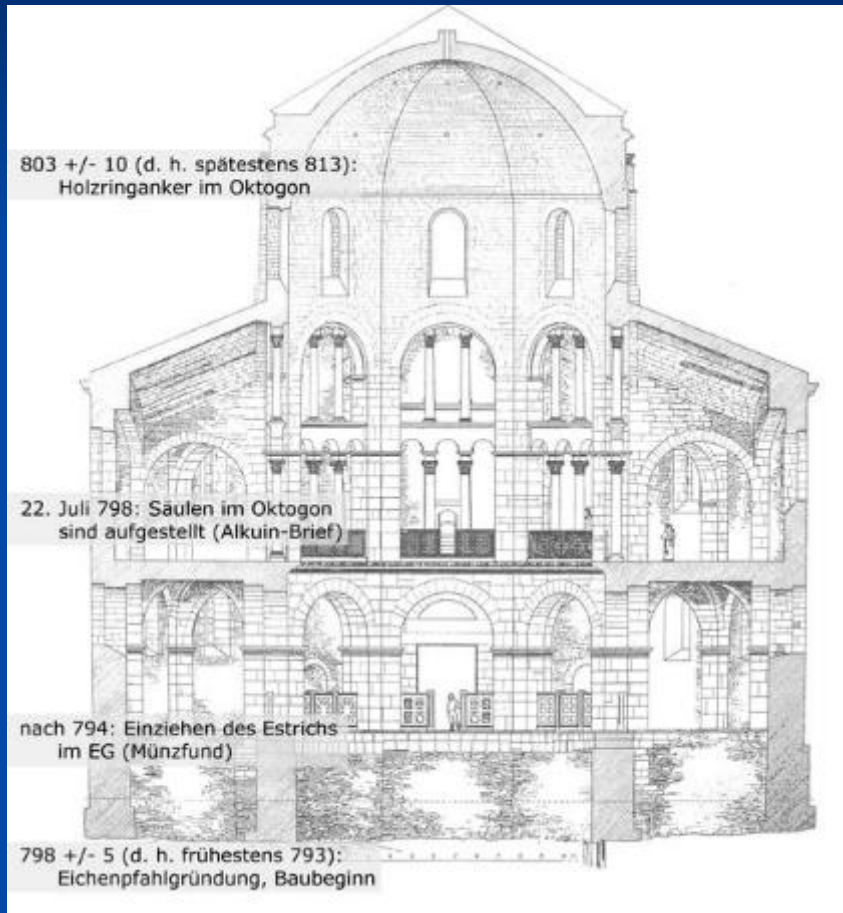 803 +/- 10 (d. h. spätestens 813):
Holzringanker im Oktogon
22. Juli 798: Säulen im Oktogon
sind aufgestellt (Alkuin-Brief)
nach 794: Einziehen des Estrichs
im EG (Münzfund)
798 +/- 5 (d. h. frühestens 793):
Eichenpfahlgründung, Baubeginn